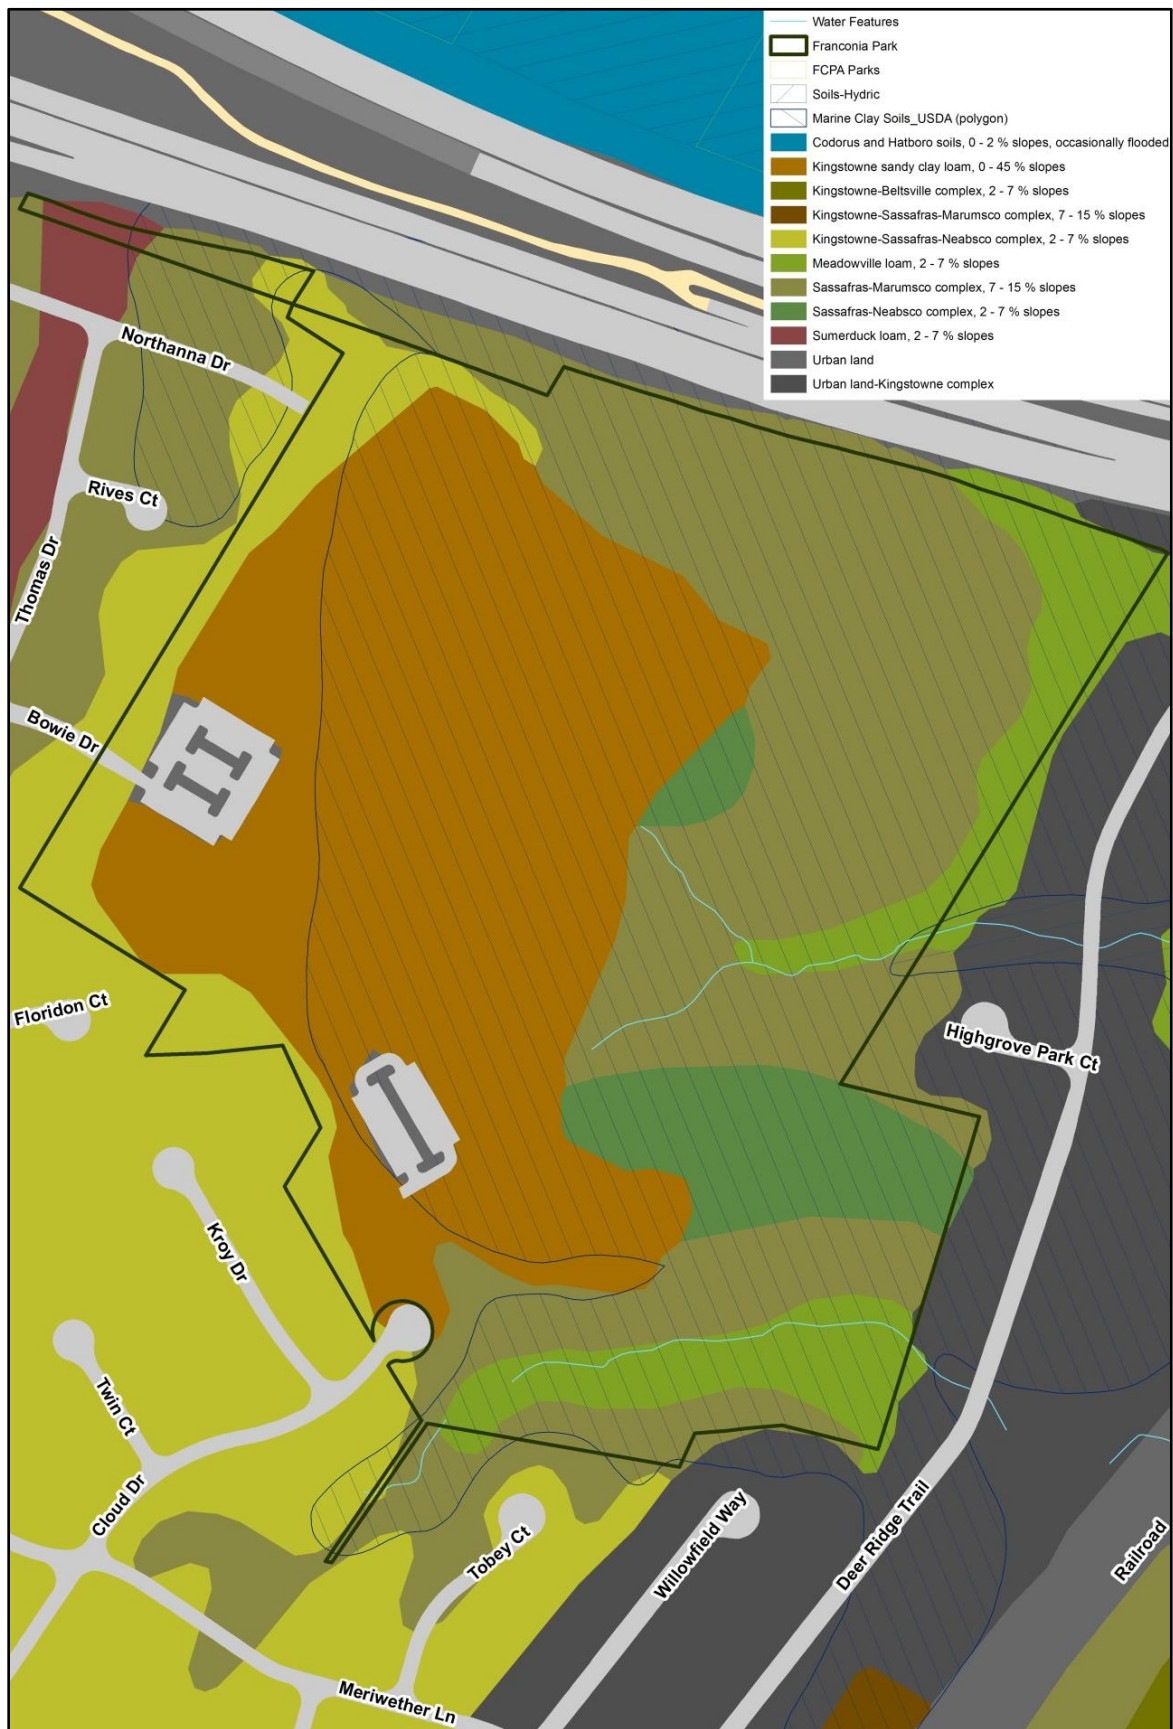 Water Features
Franconia Park
FCPA Parks
Soils-Hydric
Marine Clay Soils_USDA (polygon)
Codorus and Hatboro soils, 0 - 2 % slopes, occasionally flooded
Kingstowne sandy clay loam, 0 - 45 % slopes
Kingstowne-Beltsville complex, 2 - 7 % slopes
Kingstowne-Sassafras-Marumsco complex, 7 - 15 % slopes
Kingstowne-Sassafras-Neabsco complex, 2 - 7 % slopes
Meadowville loam, 2 - 7 % slopes
Sassafras-Marumsco complex, 7 - 15 % slopes
Sassafras-Neabsco complex, 2 - 7 % slopes
Sumerduck loam, 2 - 7 % slopes
Urban land
Urban land-Kingstowne complex
Northanna Dr
Rives Ct
Thomas Dr
Bowie Dr
Floridon Ct
Highgrove Park Ct
Kroy Dr
Twin Ct
Cloud Dr
Tobey Ct
Willowfield Way
Deer Ridge Trail
Railroad
Meriwether Ln